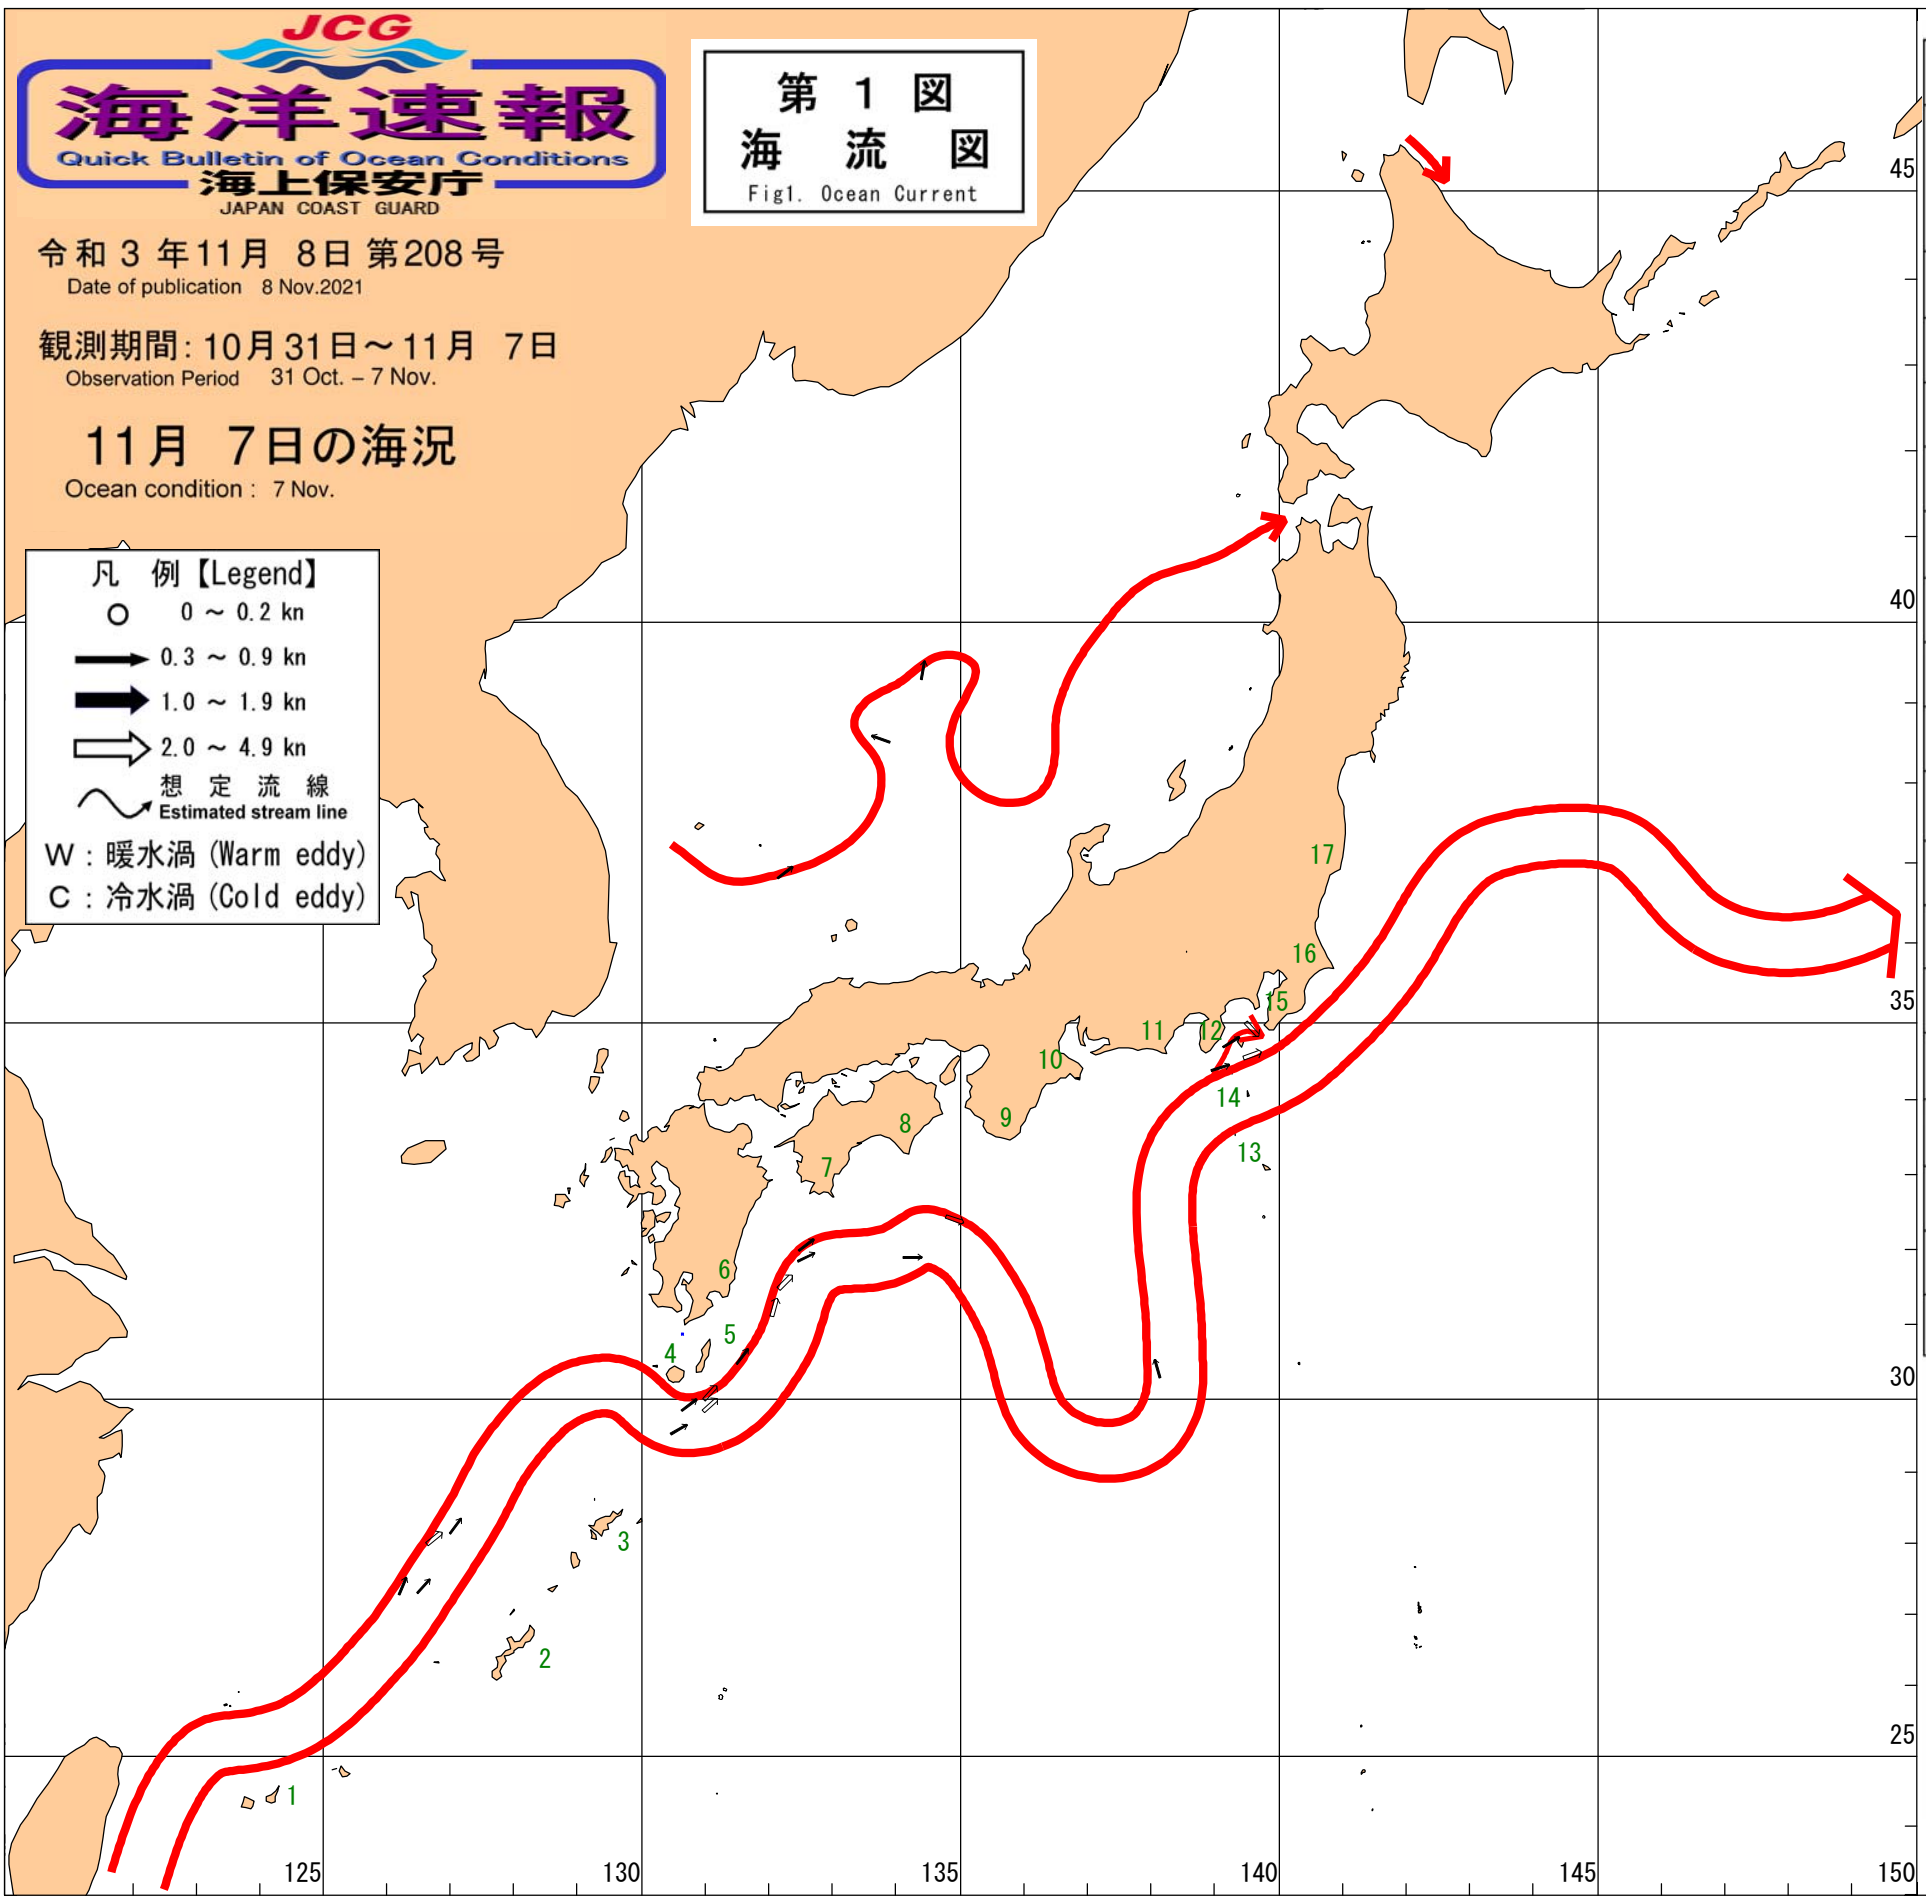 JCG
海洋速報
Quick Bulletin of Ocean Conditions
海上保安庁
JAPAN COAST GUARD
第 1 図
海 流 図
Fig1. Ocean Current
令和 3 年11月 8日 第208号
Date of publication 8 Nov.2021
観測期間: 10月31日～11月 7日
Observation Period 31 Oct. – 7 Nov.
11月 7日の海況
Ocean condition : 7 Nov.
凡 例【Legend】
0 ～ 0.2 kn
0.3 ～ 0.9 kn
1.0 ～ 1.9 kn
2.0 ～ 4.9 kn
想 定 流 線
Estimated stream line
W : 暖水渦 (Warm eddy)
C : 冷水渦 (Cold eddy)
45
40
35
30
25
17
16
15
12
11
10
14
13
9
8
7
6
5
4
3
2
1
125
130
135
140
145
150